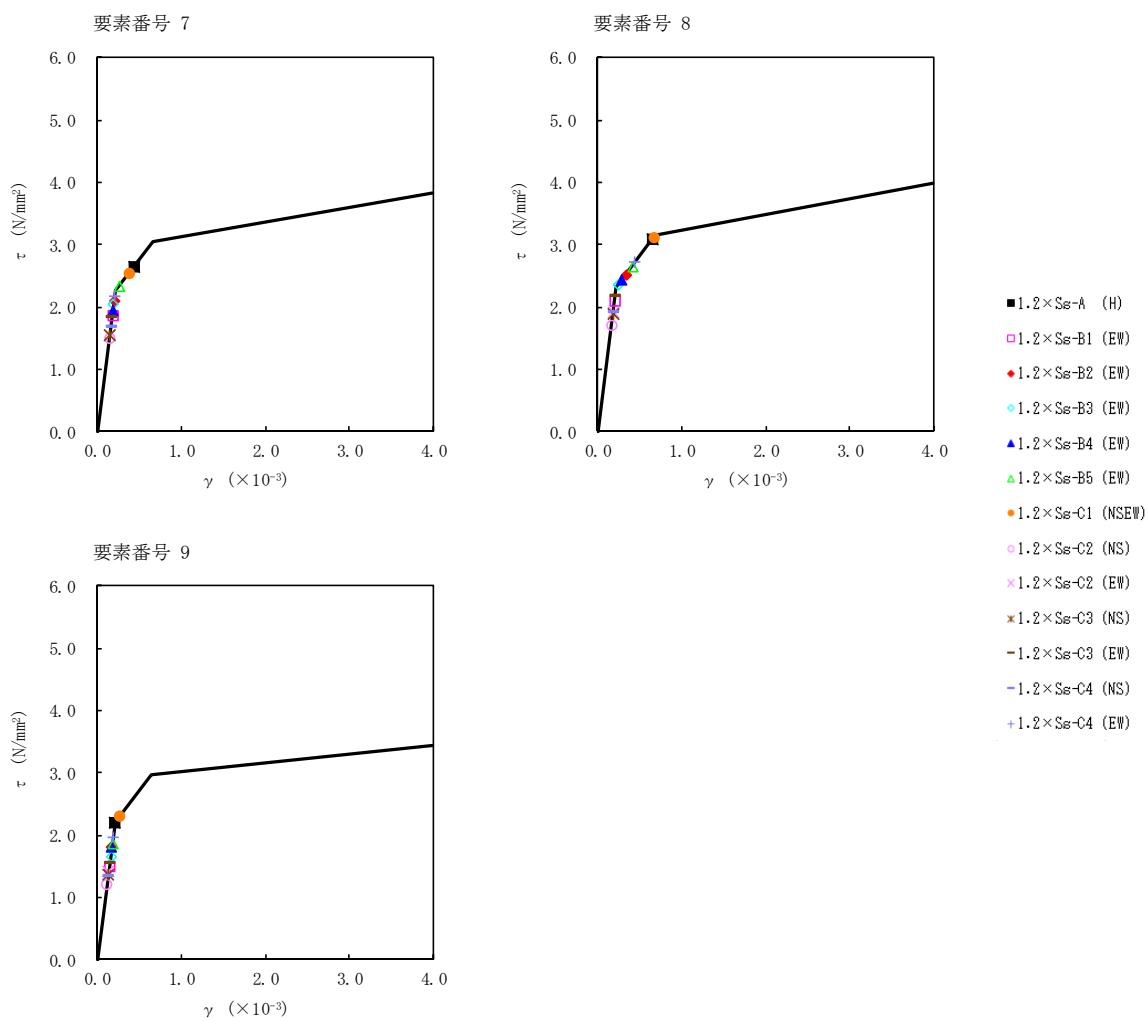 要素番号 7
6.0
5.0
4.0
3.0
2.0
1.0
0.0
τ (N/mm²)
0.0 1.0 2.0 3.0 4.0
γ (×10⁻³)
要素番号 8
6.0
5.0
4.0
3.0
2.0
1.0
0.0
τ (N/mm²)
0.0 1.0 2.0 3.0 4.0
γ (×10⁻³)
要素番号 9
6.0
5.0
4.0
3.0
2.0
1.0
0.0
τ (N/mm²)
0.0 1.0 2.0 3.0 4.0
γ (×10⁻³)
1.2×Ss-A (H)
1.2×Ss-B1 (EW)
1.2×Ss-B2 (EW)
1.2×Ss-B3 (EW)
1.2×Ss-B4 (EW)
1.2×Ss-B5 (EW)
1.2×Ss-C1 (NSEW)
1.2×Ss-C2 (NS)
1.2×Ss-C2 (EW)
1.2×Ss-C3 (NS)
1.2×Ss-C3 (EW)
1.2×Ss-C4 (NS)
1.2×Ss-C4 (EW)